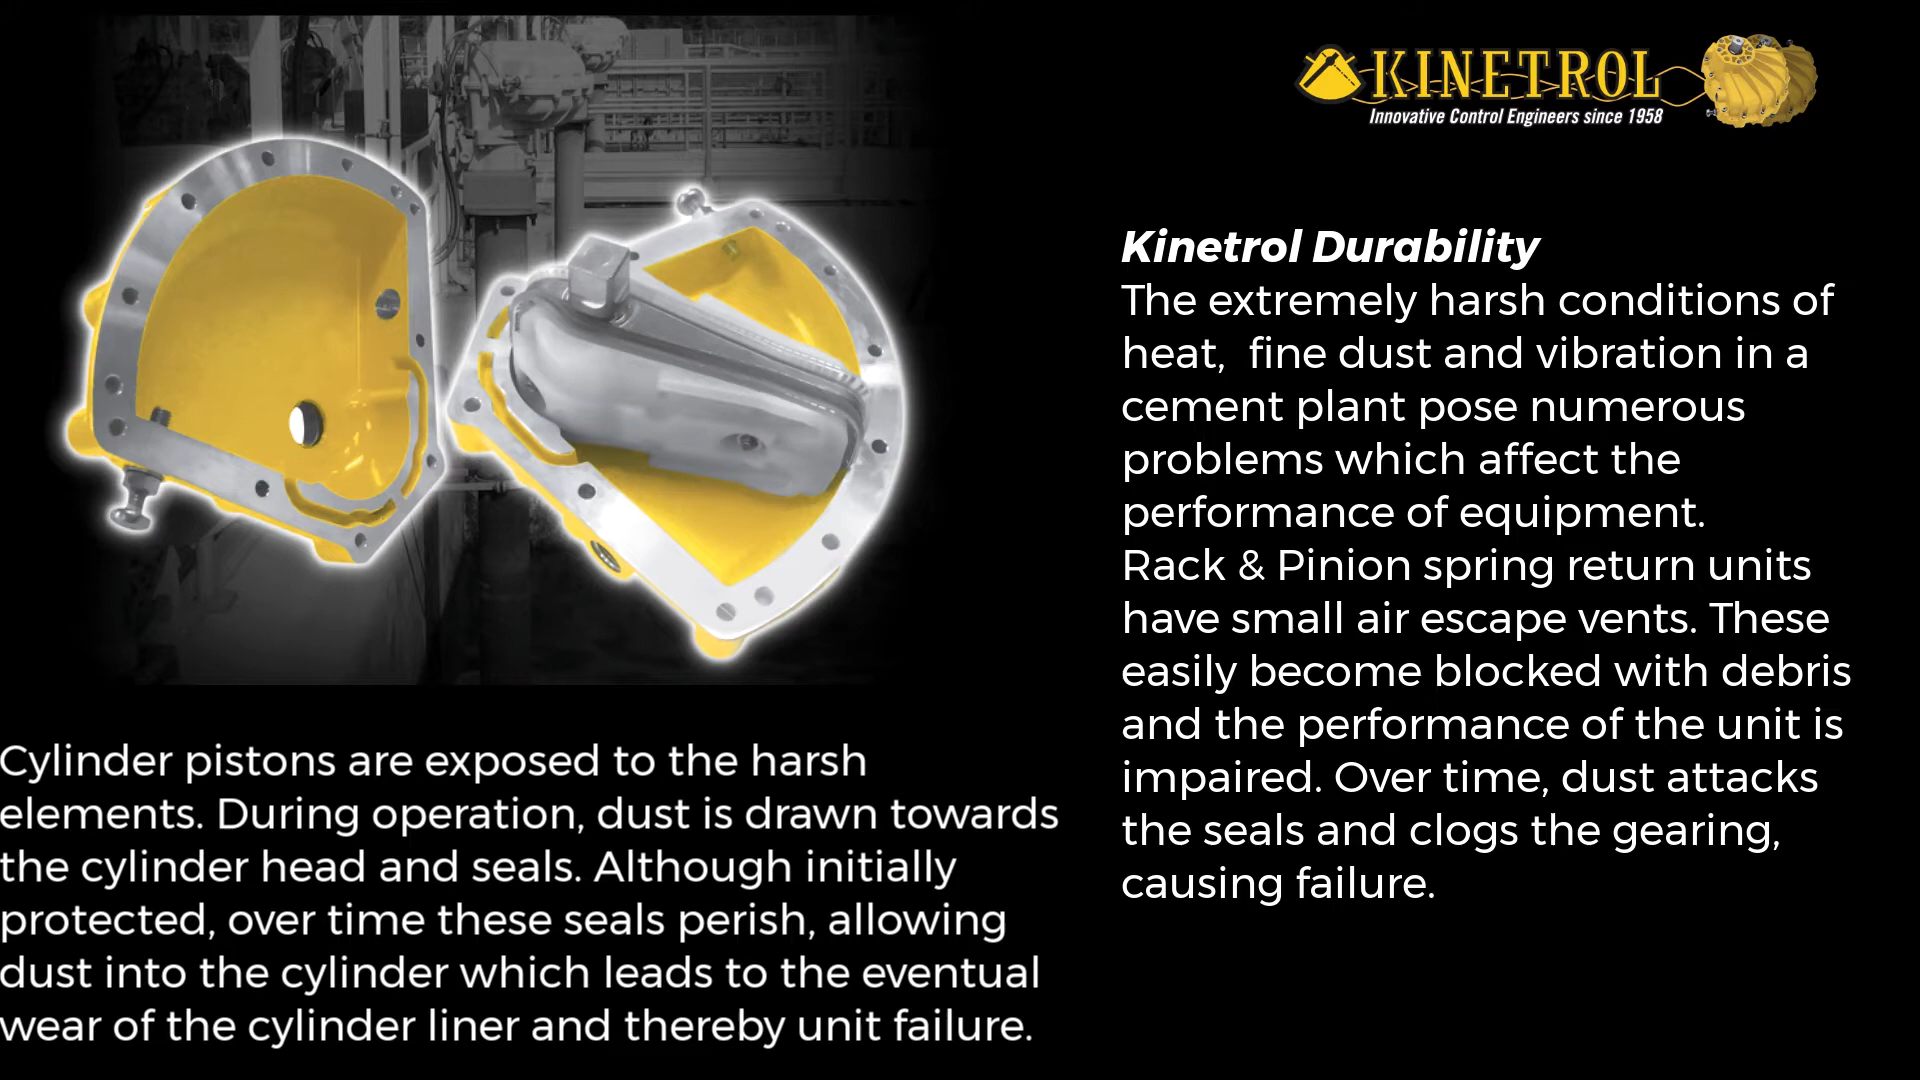 KINETROL
Innovative Control Engineers since 1958
Kinetrol Durability
The extremely harsh conditions of
heat,  fine dust and vibration in a
cement plant pose numerous
problems which affect the
performance of equipment.
Rack & Pinion spring return units
have small air escape vents. These
easily become blocked with debris
and the performance of the unit is
impaired. Over time, dust attacks
the seals and clogs the gearing,
causing failure.
Cylinder pistons are exposed to the harsh
elements. During operation, dust is drawn towards
the cylinder head and seals. Although initially
protected, over time these seals perish, allowing
dust into the cylinder which leads to the eventual
wear of the cylinder liner and thereby unit failure.